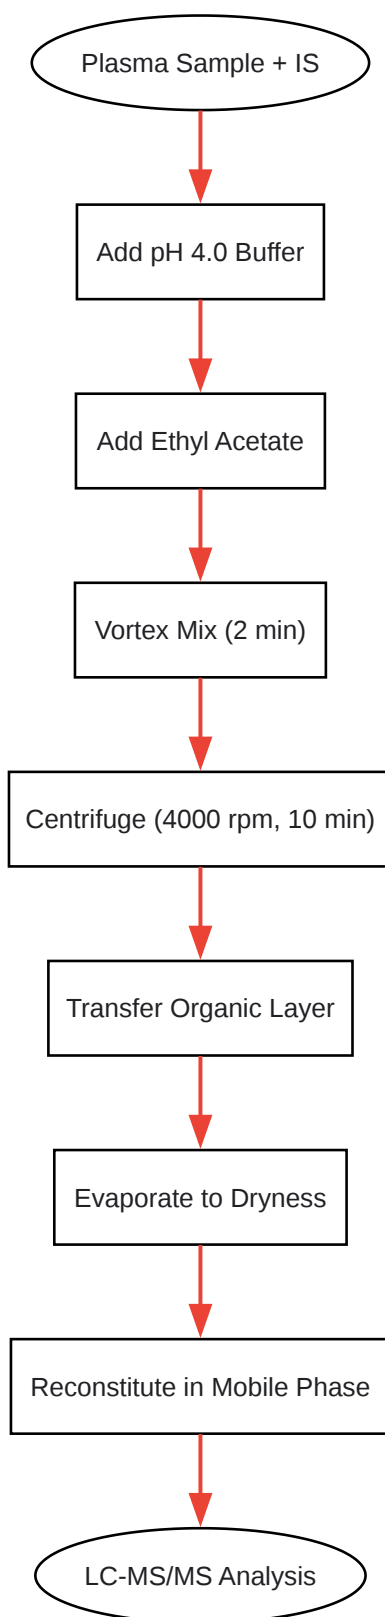 Plasma Sample + IS
Add pH 4.0 Buffer
Add Ethyl Acetate
Vortex Mix (2 min)
Centrifuge (4000 rpm, 10 min)
Transfer Organic Layer
Evaporate to Dryness
Reconstitute in Mobile Phase
LC-MS/MS Analysis